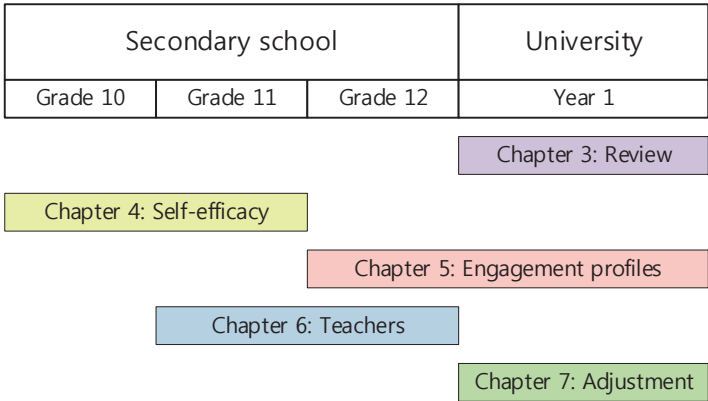 Secondary school University
Grade 10 Grade 11 Grade 12 Year 1
Chapter 3: Review
Chapter 4: Self-efficacy
Chapter 5: Engagement profiles
Chapter 6: Teachers
Chapter 7: Adjustment